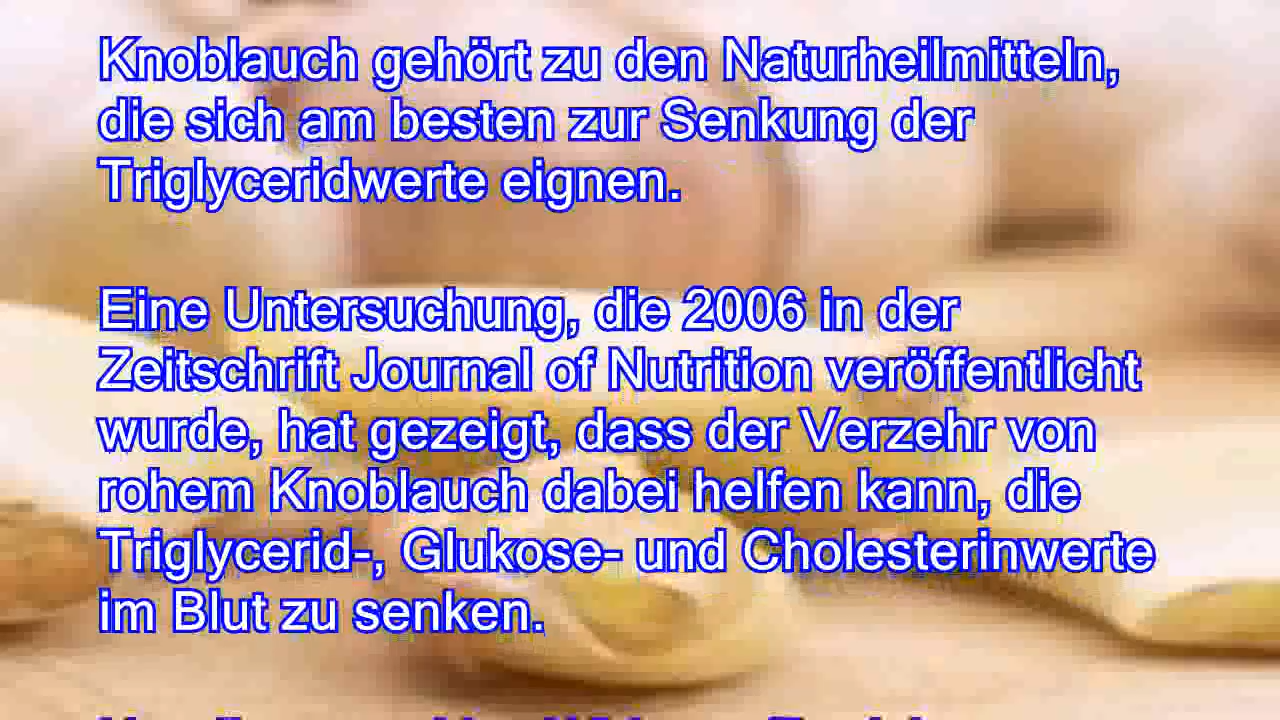 Knoblauch gehört zu den Naturheilmitteln,
die sich am besten zur Senkung der
Triglyceridwerte eignen.
Eine Untersuchung, die 2006 in der
Zeitschrift Journal of Nutrition veröffentlicht
wurde, hat gezeigt, dass der Verzehr von
rohem Knoblauch dabei helfen kann, die
Triglycerid-, Glukose- und Cholesterinwerte
im Blut zu senken.